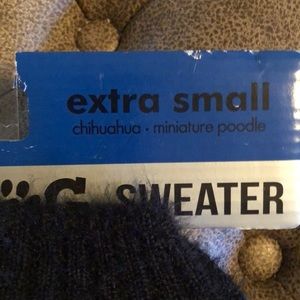 extra small
chihuahua • miniature poodle
G SWEATER